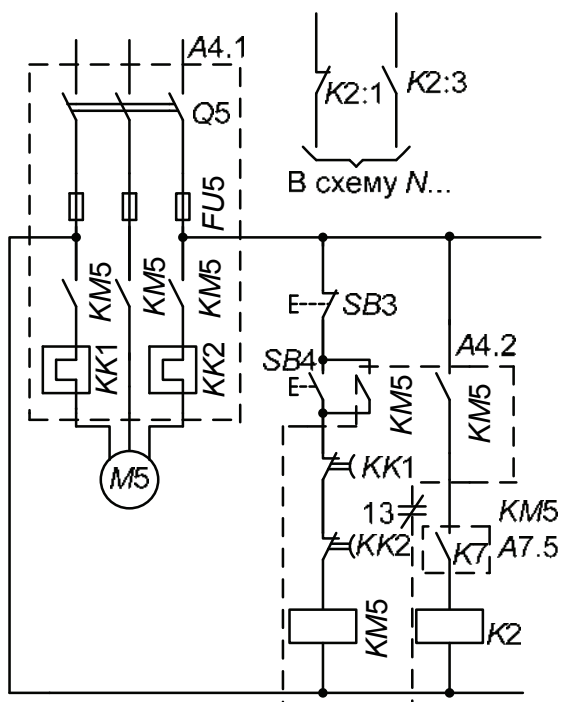 A4.1
Q5
K2:1
K2:3
В схему N...
FU5
KM5
KM5
KM5
KK1
KK2
M5
SB3
SB4
A4.2
KM5
KM5
KK1
13
KM5
KK2
K7
A7.5
KM5
K2